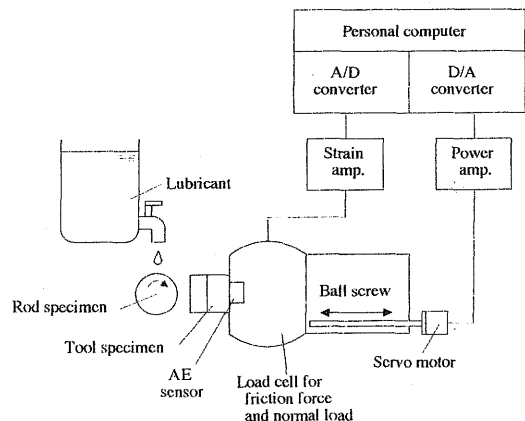 Personal computer
A/D
converter
D/A
converter
Strain
amp.
Power
amp.
Lubricant
Rod specimen
Tool specimen
AE
sensor
Ball screw
Load cell for
friction force
and normal load
Servo motor